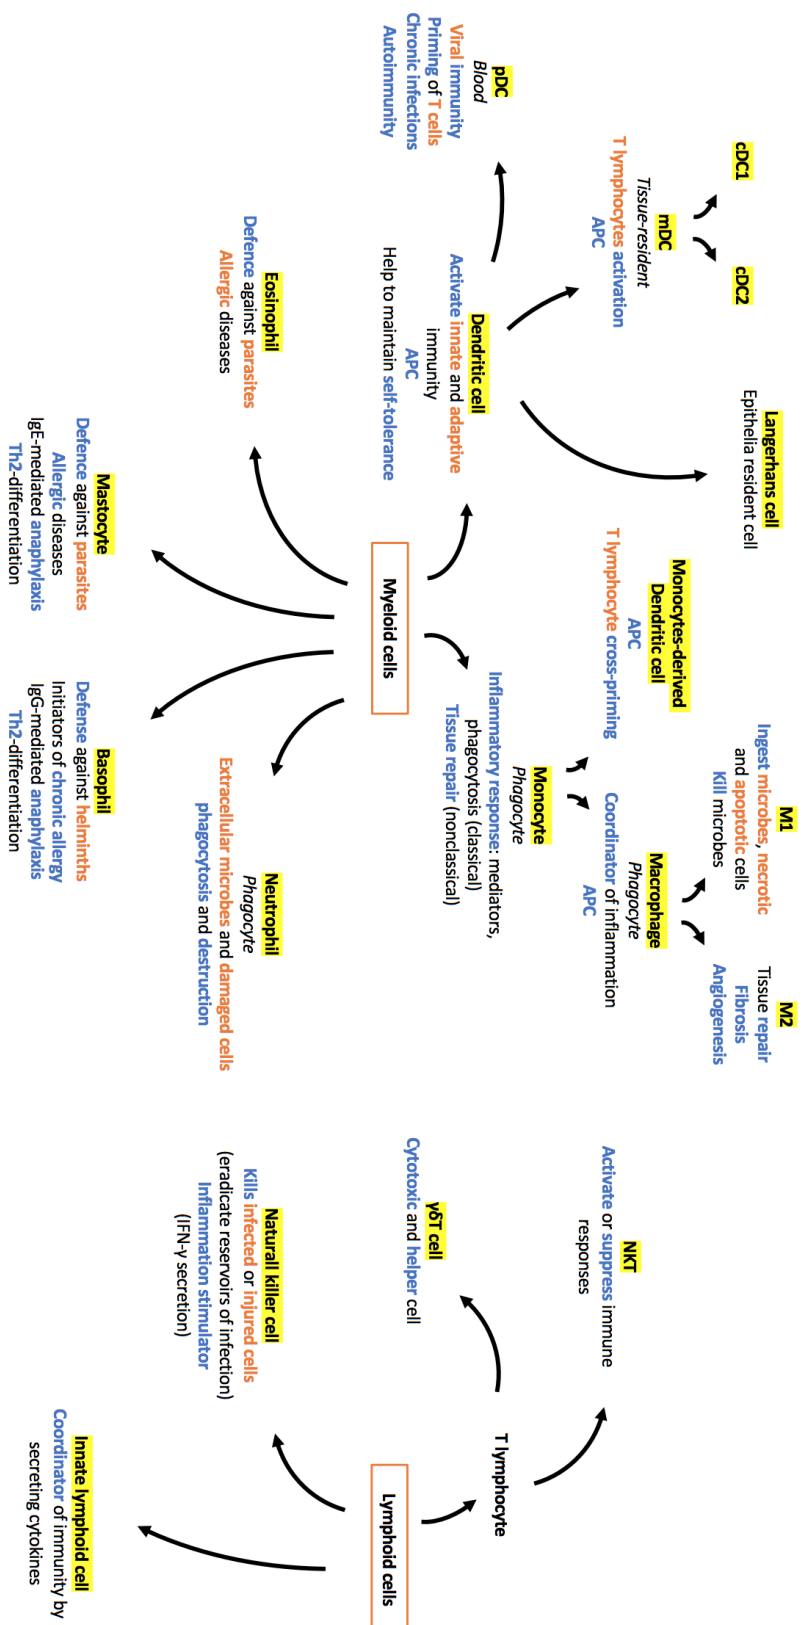 cDC1
cDC2
Langerhans cell
Epithelia resident cell
M1
Ingest microbes, necrotic
and apoptotic cells
Kill microbes
M2
Tissue repair
Fibrosis
Angiogenesis
mDC
Tissue-resident
T lymphocytes activation
APC
Monocytes-derived
Dendritic cell
APC
T lymphocyte cross-priming
Macrophage
Phagocyte
Coordinator of inflammation
APC
NKT
Activate or suppress immune
responses
pDC
Blood
Viral immunity
Priming of T cells
Chronic infections
Autoimmunity
Dendritic cell
Activate innate and adaptive
immunity
APC
Help to maintain self-tolerance
Monocyte
Phagocyte
Inflammatory response: mediators,
phagocytosis (classical)
Tissue repair (nonclassical)
γδT cell
Cytotoxic and helper cell
T lymphocyte
Myeloid cells
Lymphoid cells
Eosinophil
Defence against parasites
Allergic diseases
Neutrophil
Phagocyte
Extracellular microbes and damaged cells
phagocytosis and destruction
Naturall killer cell
Kills infected or injured cells
(eradicate reservoirs of infection)
Inflammation stimulator
(IFN-γ secretion)
Mastocyte
Defence against parasites
Allergic diseases
IgE-mediated anaphylaxis
Th2-differentiation
Basophil
Defense against helminths
Initiators of chronic allergy
IgG-mediated anaphylaxis
Th2-differentiation
Innate lymphoid cell
Coordinator of immunity by
secreting cytokines